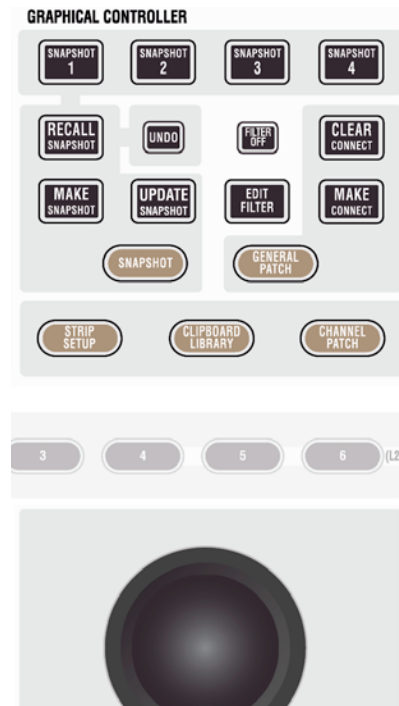 GRAPHICAL CONTROLLER
SNAPSHOT
1
SNAPSHOT
2
SNAPSHOT
3
SNAPSHOT
4
RECALL
SNAPSHOT
UNDO
FILTER
OFF
CLEAR
CONNECT
MAKE
SNAPSHOT
UPDATE
SNAPSHOT
EDIT
FILTER
MAKE
CONNECT
SNAPSHOT
GENERAL
PATCH
STRIP
SETUP
CLIPBOARD
LIBRARY
CHANNEL
PATCH
3
4
5
6
(L2